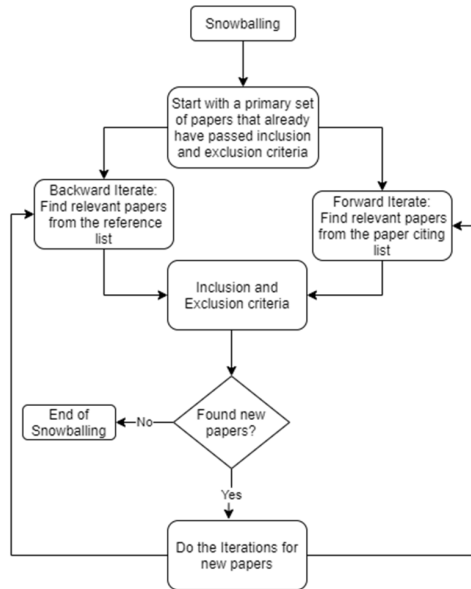 Snowballing
Start with a primary set
of papers that already
have passed inclusion
and exclusion criteria
Backward Iterate:
Find relevant papers
from the reference
list
Forward Iterate:
Find relevant papers
from the paper citing
list
Inclusion and
Exclusion criteria
Found new
papers?
No
End of
Snowballing
Yes
Do the Iterations for
new papers